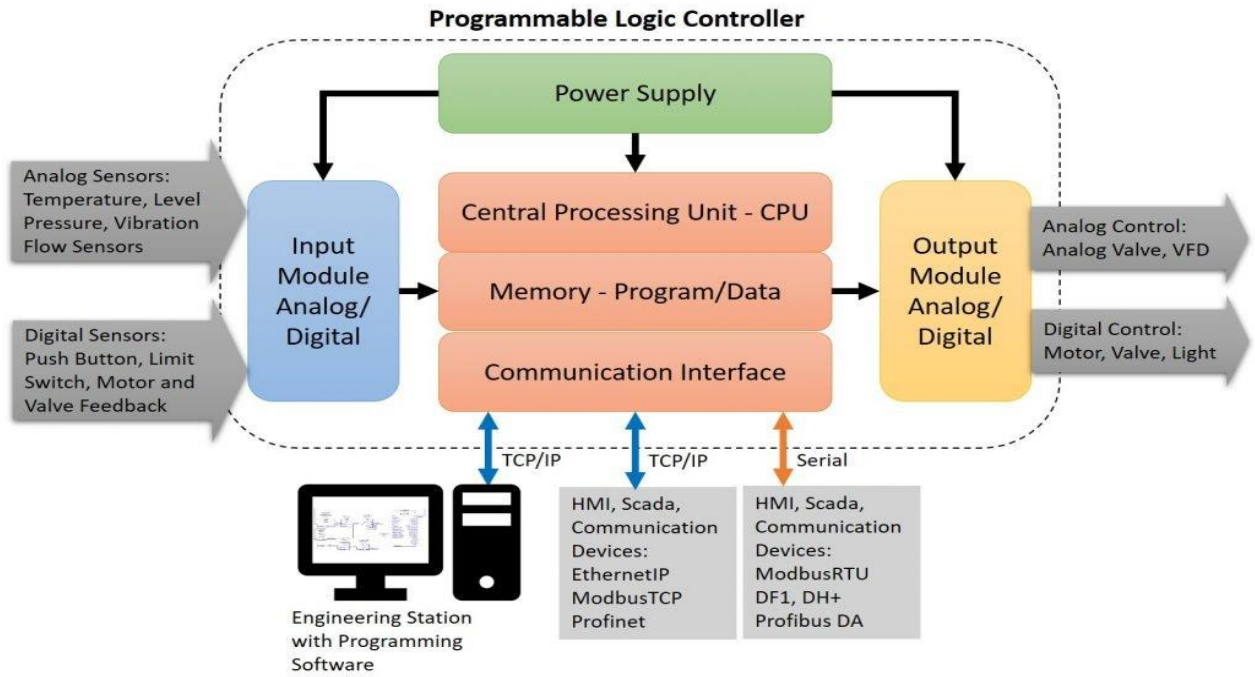 Programmable Logic Controller
Power Supply
Analog Sensors:
Temperature, Level
Pressure, Vibration
Flow Sensors
Digital Sensors:
Push Button, Limit
Switch, Motor and
Valve Feedback
Input
Module
Analog/
Digital
Central Processing Unit - CPU
Memory - Program/Data
Communication Interface
Output
Module
Analog/
Digital
Analog Control:
Analog Valve, VFD
Digital Control:
Motor, Valve, Light
TCP/IP
TCP/IP
Serial
Engineering Station
with Programming
Software
HMI, Scada,
Communication
Devices:
EthernetIP
ModbusTCP
Profinet
HMI, Scada,
Communication
Devices:
ModbusRTU
DF1, DH+
Profibus DA